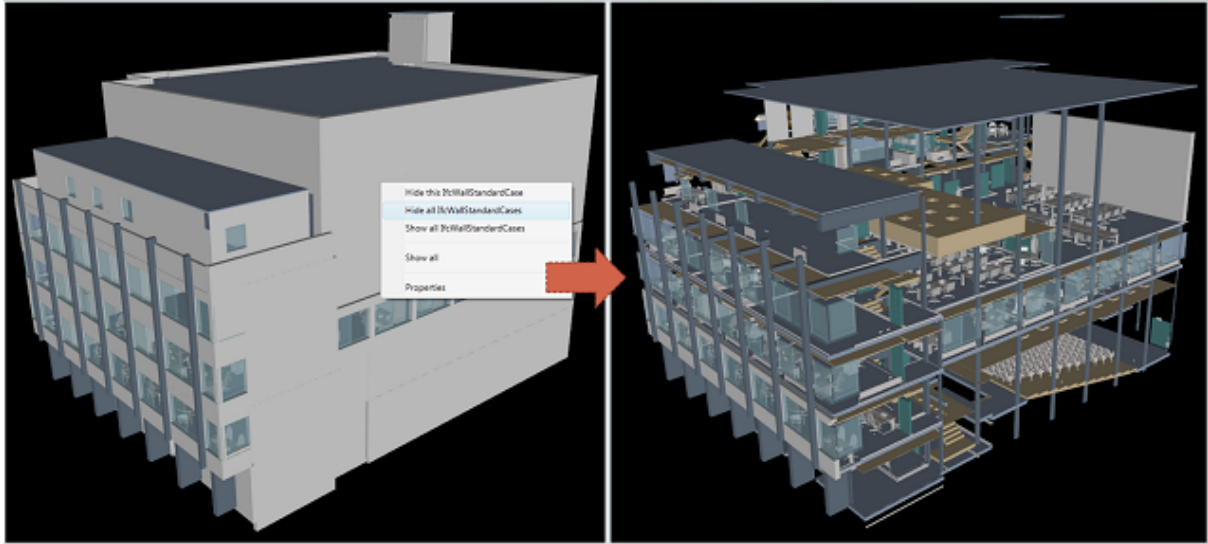 Hide this IfcWallStandardCase
Hide all IfcWallStandardCases
Show all IfcWallStandardCases
Show all
Properties